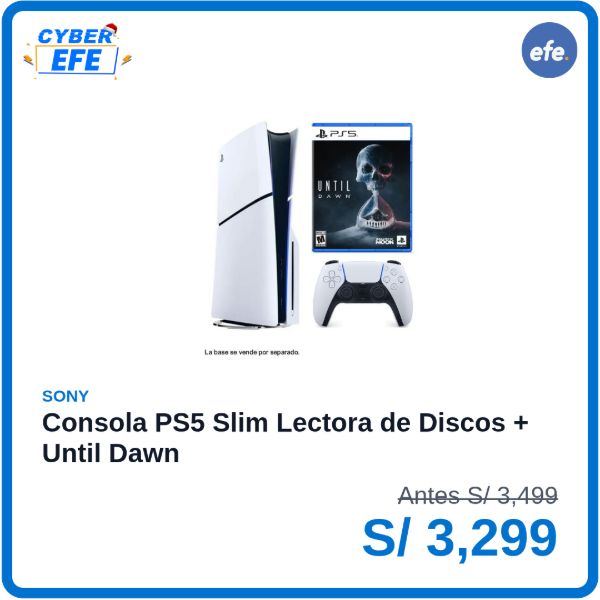 CYBER
EFE
efe.
PS5
UNTIL
DAWN
La base se vende por separado.
SONY
Consola PS5 Slim Lectora de Discos +
Until Dawn
Antes S/ 3,499
S/ 3,299